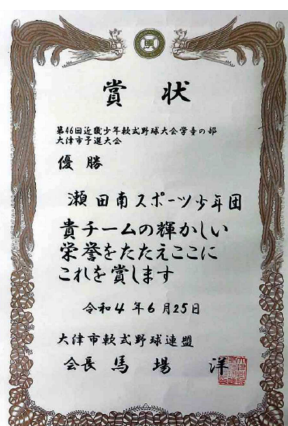 賞状
第46回近畿少年軟式野球大会学童の部
大津市予選大会
優勝
瀬田南スポーツ少年団
貴チームの輝かしい
栄誉をたたえここに
これを賞します
令和4年6月25日
大津市軟式野球連盟
会長 馬場 洋